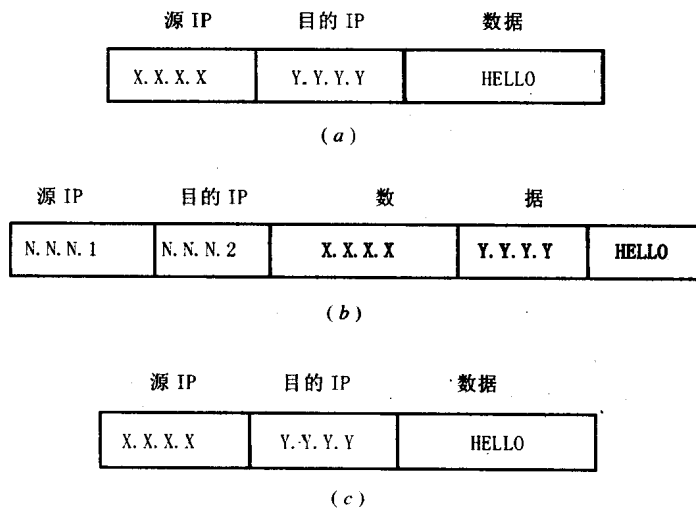 源 IP 目的 IP 数据
X.X.X.X Y.Y.Y.Y HELLO
(a)
源 IP 目的 IP 数 据
N.N.N.1 N.N.N.2 X.X.X.X Y.Y.Y.Y HELLO
(b)
源 IP 目的 IP 数据
X.X.X.X Y.Y.Y.Y HELLO
(c)